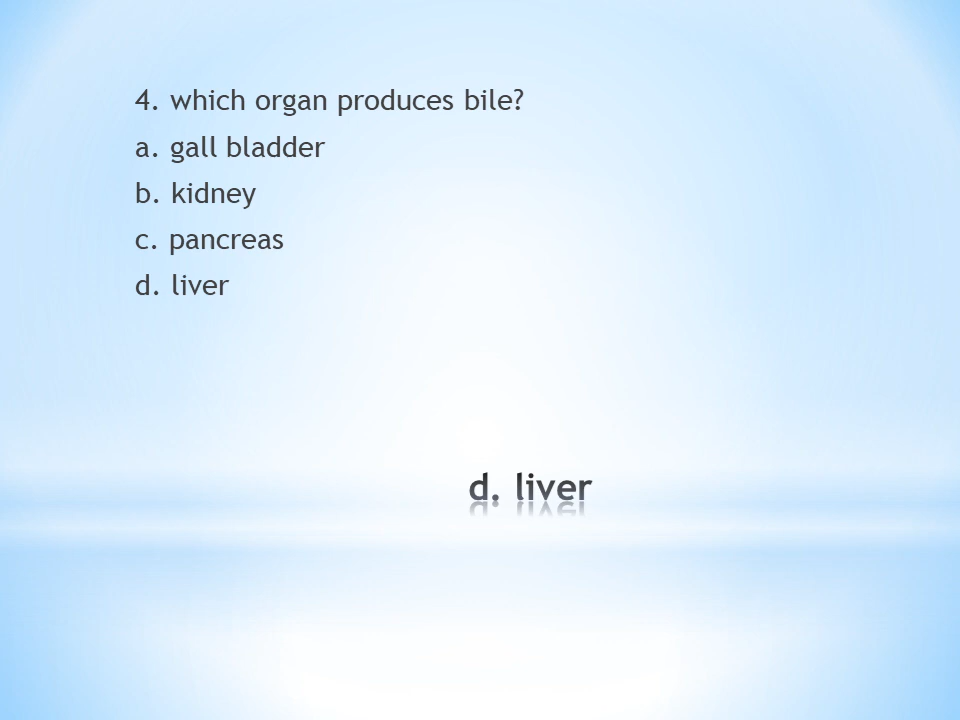 4. which organ produces bile?
a. gall bladder
b. kidney
c. pancreas
d. liver
d. liver